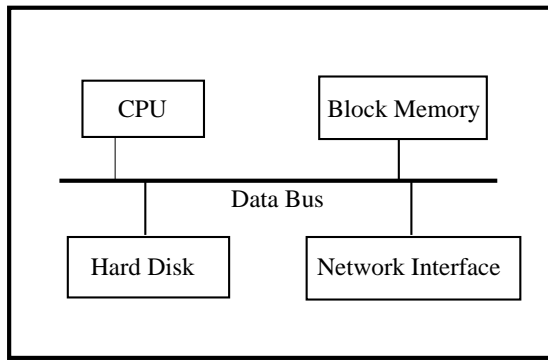 CPU
Block Memory
Data Bus
Hard Disk
Network Interface